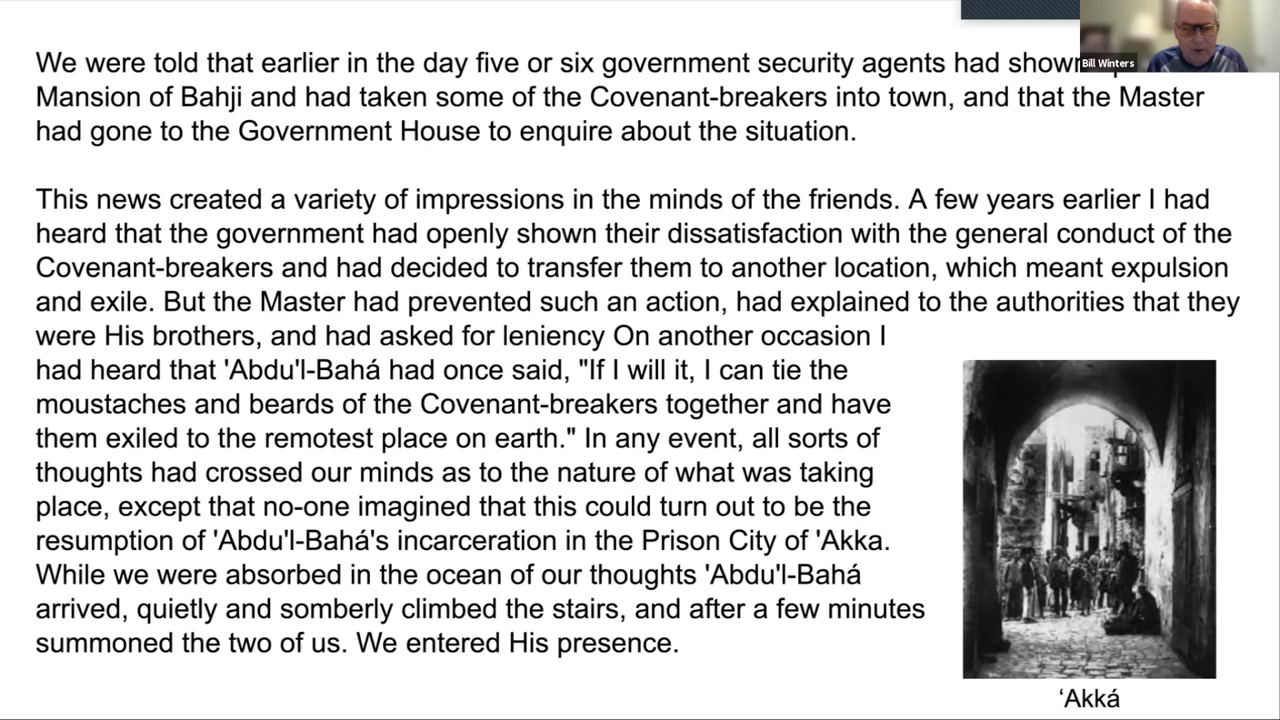 We were told that earlier in the day five or six government security agents had shown
Mansion of Bahji and had taken some of the Covenant-breakers into town, and that the Master
had gone to the Government House to enquire about the situation.
This news created a variety of impressions in the minds of the friends. A few years earlier I had
heard that the government had openly shown their dissatisfaction with the general conduct of the
Covenant-breakers and had decided to transfer them to another location, which meant expulsion
and exile. But the Master had prevented such an action, had explained to the authorities that they
were His brothers, and had asked for leniency On another occasion I
had heard that 'Abdu'l-Bahá had once said, "If I will it, I can tie the
moustaches and beards of the Covenant-breakers together and have
them exiled to the remotest place on earth." In any event, all sorts of
thoughts had crossed our minds as to the nature of what was taking
place, except that no-one imagined that this could turn out to be the
resumption of 'Abdu'l-Bahá's incarceration in the Prison City of 'Akka.
While we were absorbed in the ocean of our thoughts 'Abdu'l-Bahá
arrived, quietly and somberly climbed the stairs, and after a few minutes
summoned the two of us. We entered His presence.
‘Akká
Bill Winters